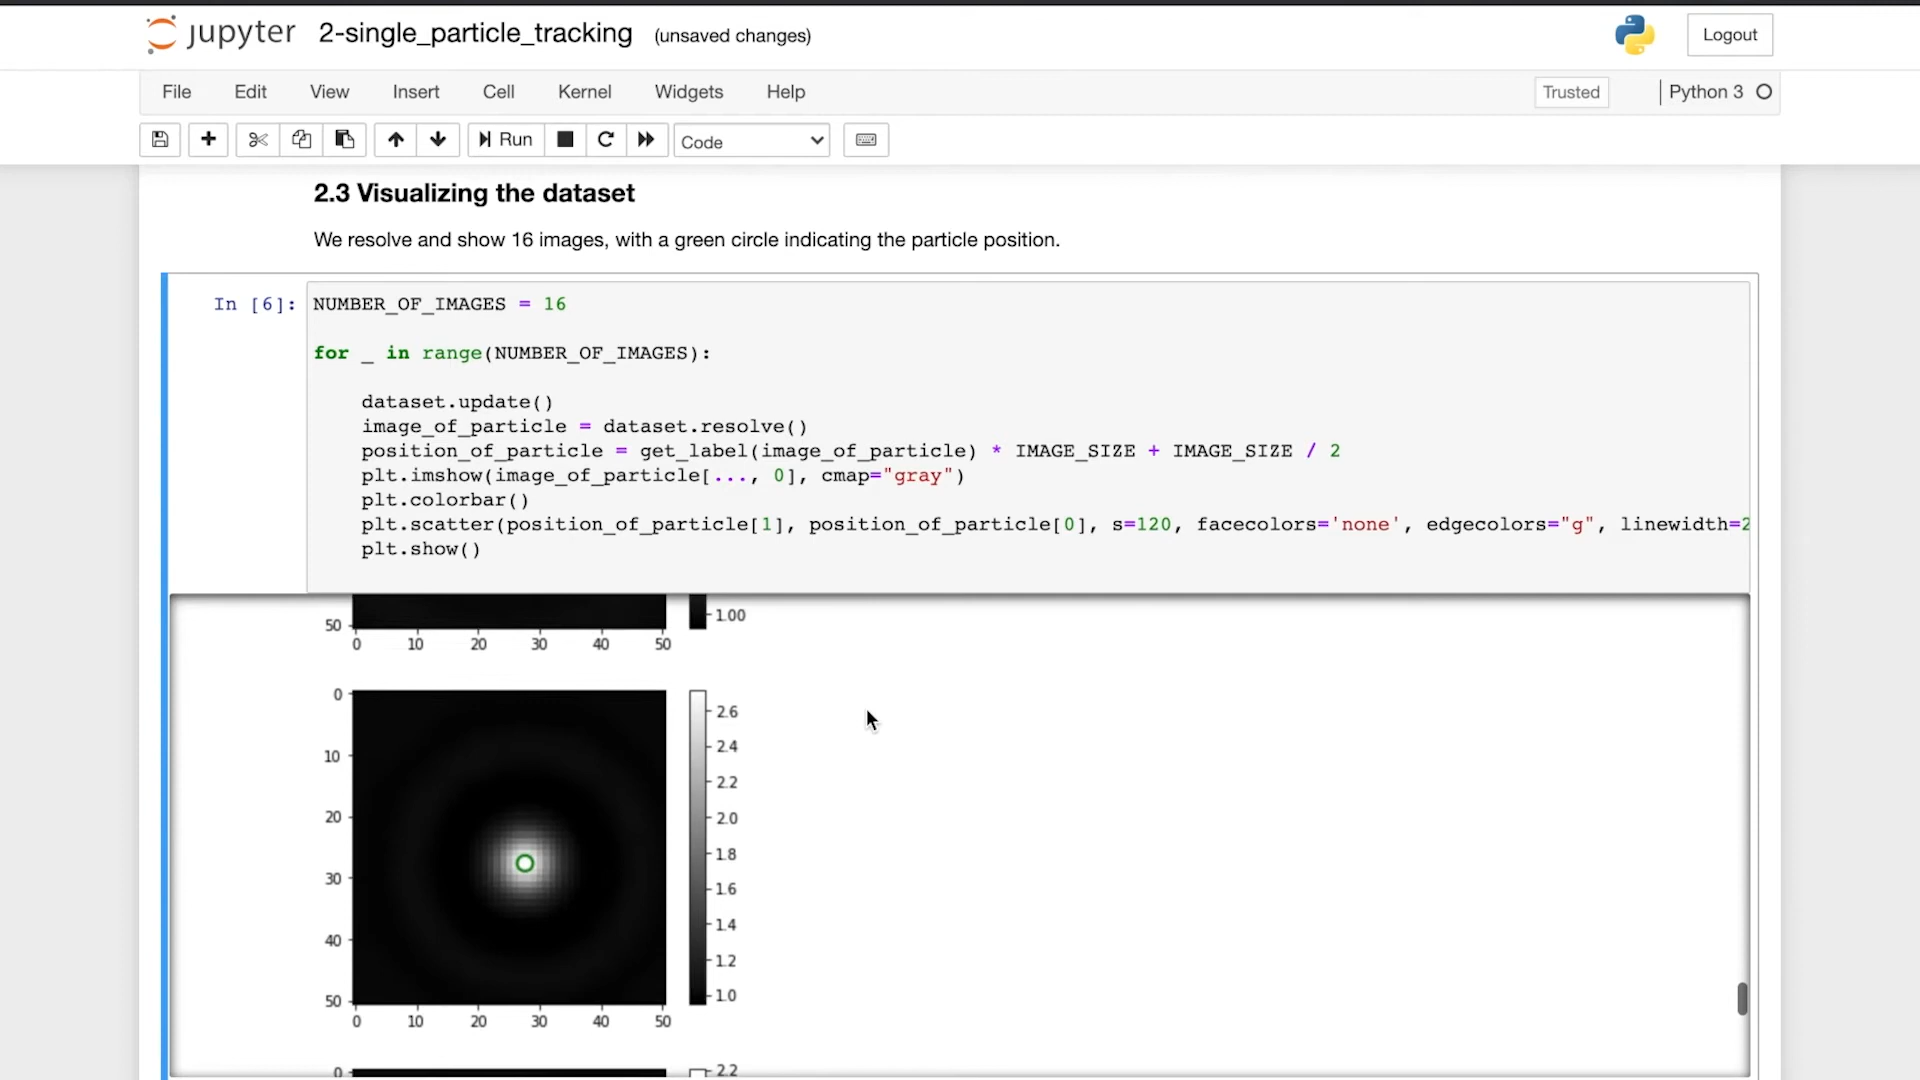 jupyter 2-single_particle_tracking (unsaved changes) Logout
File Edit View Insert Cell Kernel Widgets Help Trusted Python 3
Run Code
2.3 Visualizing the dataset
We resolve and show 16 images, with a green circle indicating the particle position.
In [6]: NUMBER_OF_IMAGES = 16
for _ in range(NUMBER_OF_IMAGES):
dataset.update()
image_of_particle = dataset.resolve()
position_of_particle = get_label(image_of_particle) * IMAGE_SIZE + IMAGE_SIZE / 2
plt.imshow(image_of_particle[..., 0], cmap="gray")
plt.colorbar()
plt.scatter(position_of_particle[1], position_of_particle[0], s=120, facecolors='none', edgecolors="g", linewidth=2
plt.show()
50 1.00
0 10 20 30 40 50
0 2.6
2.4
10 2.2
20 2.0
1.8
30 1.6
1.4
40 1.2
50 1.0
0 10 20 30 40 50
0 2.2